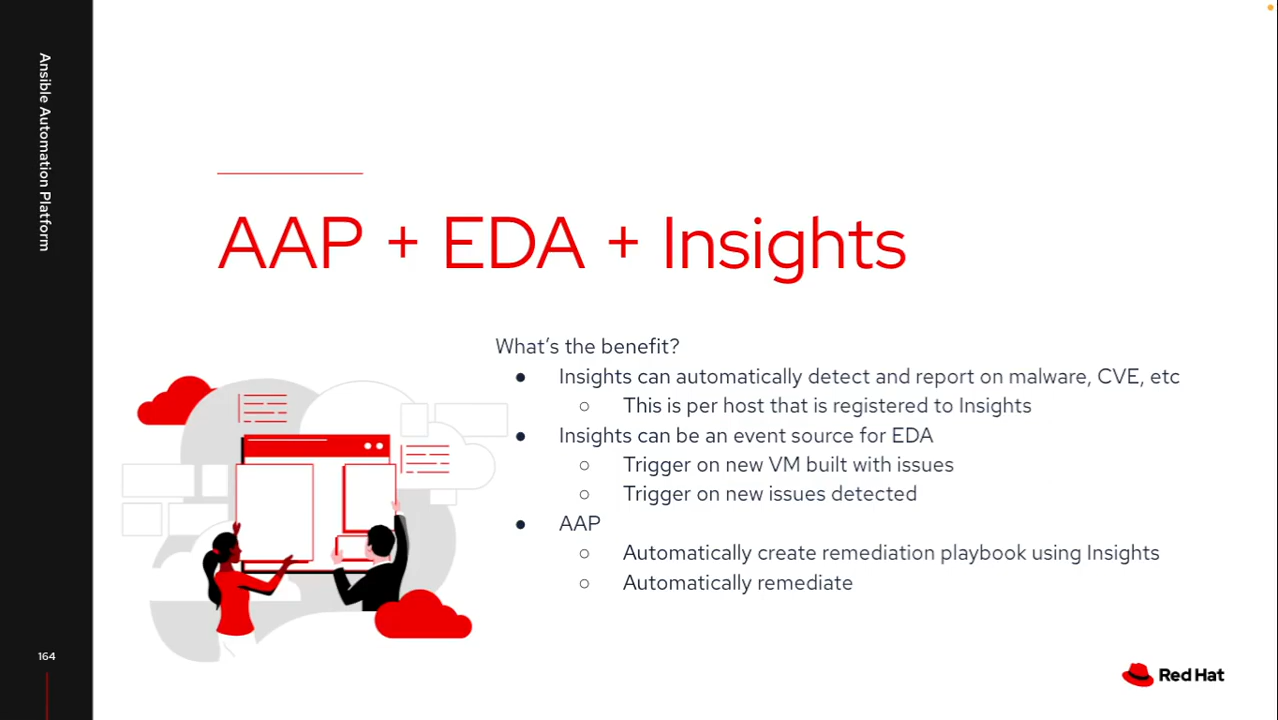 Ansible Automation Platform
AAP + EDA + Insights
What's the benefit?
● Insights can automatically detect and report on malware, CVE, etc
○ This is per host that is registered to Insights
● Insights can be an event source for EDA
○ Trigger on new VM built with issues
○ Trigger on new issues detected
● AAP
○ Automatically create remediation playbook using Insights
○ Automatically remediate
164
Red Hat